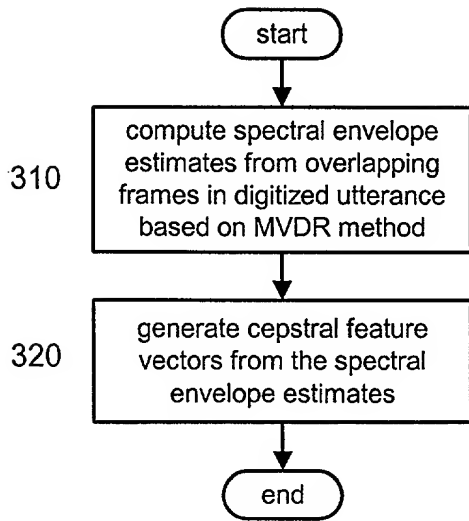 start
310
compute spectral envelope
estimates from overlapping
frames in digitized utterance
based on MVDR method
320
generate cepstral feature
vectors from the spectral
envelope estimates
end